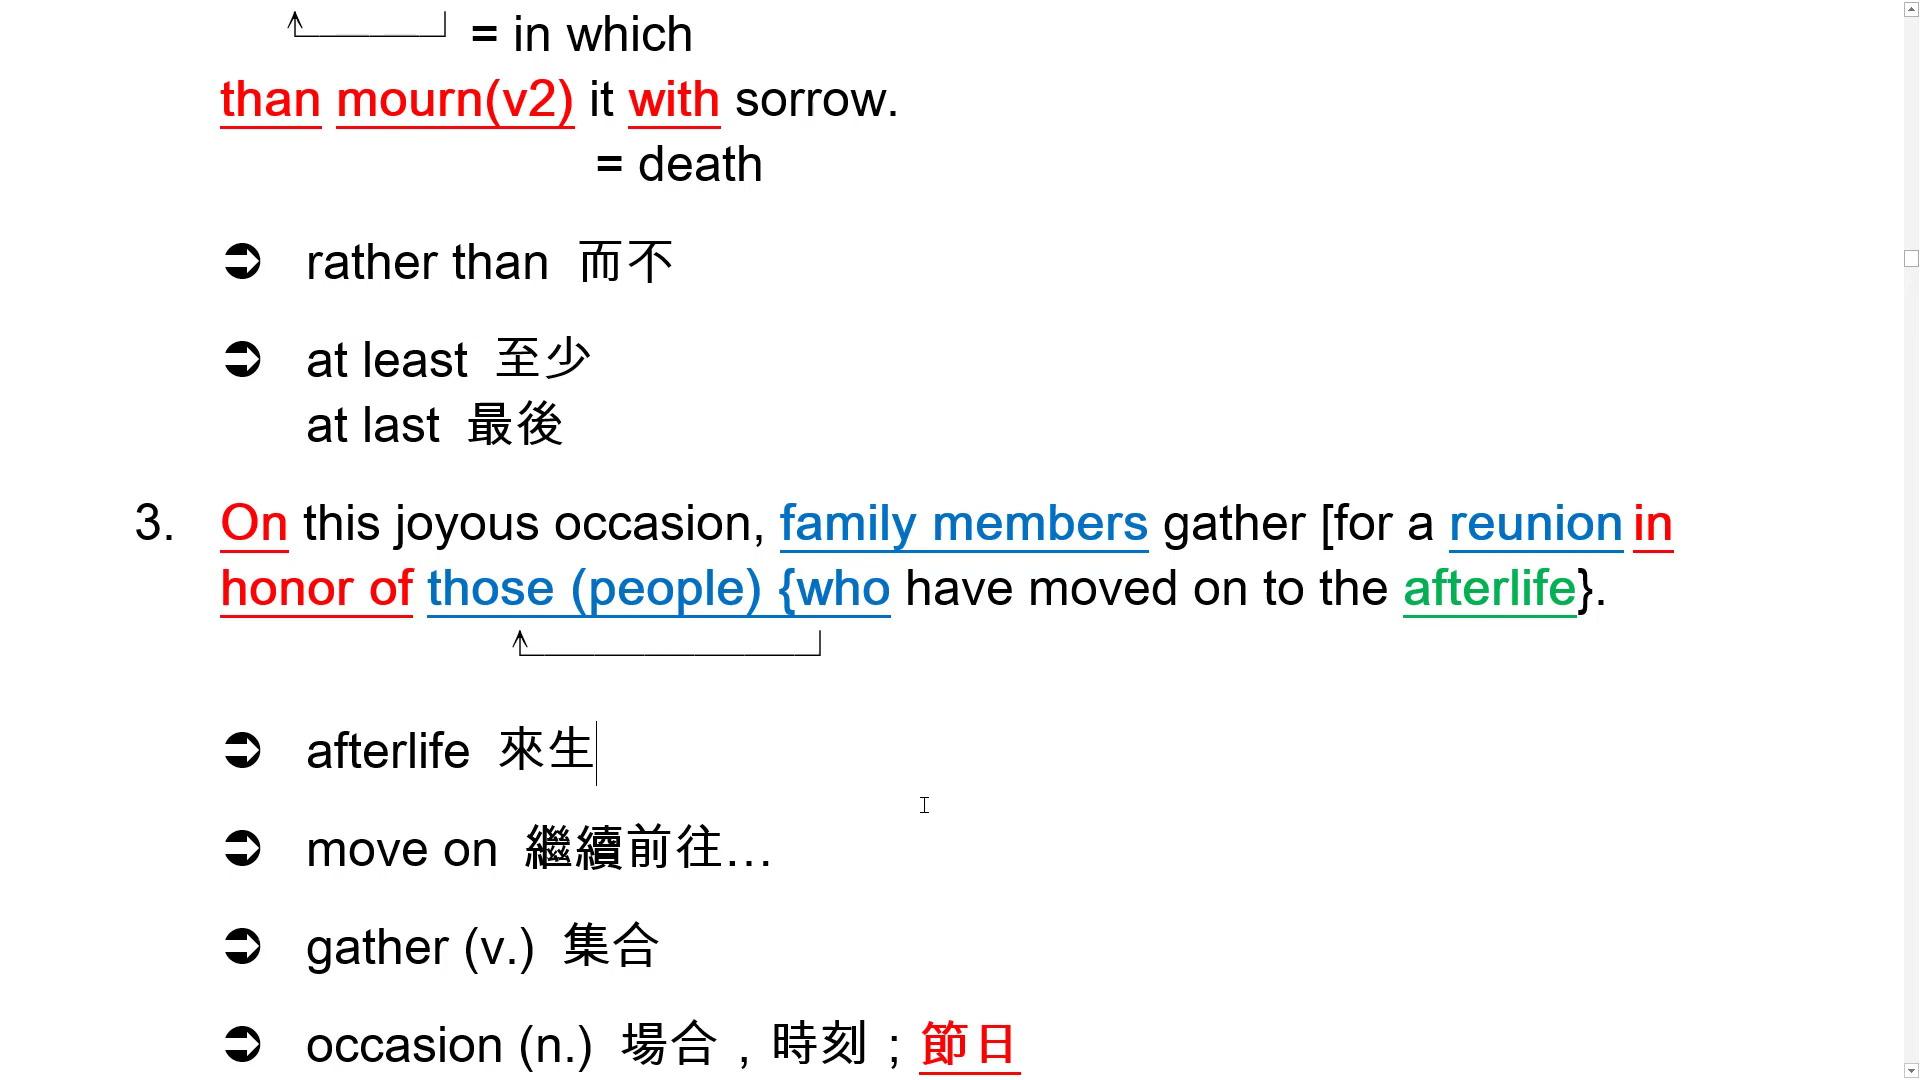 = in which
than mourn(v2) it with sorrow.
= death
➲ rather than 而不
➲ at least 至少
at last 最後
3. On this joyous occasion, family members gather [for a reunion in
honor of those (people) {who have moved on to the afterlife}.
➲ afterlife 來生
➲ move on 繼續前往…
➲ gather (v.) 集合
➲ occasion (n.) 場合，時刻；節日